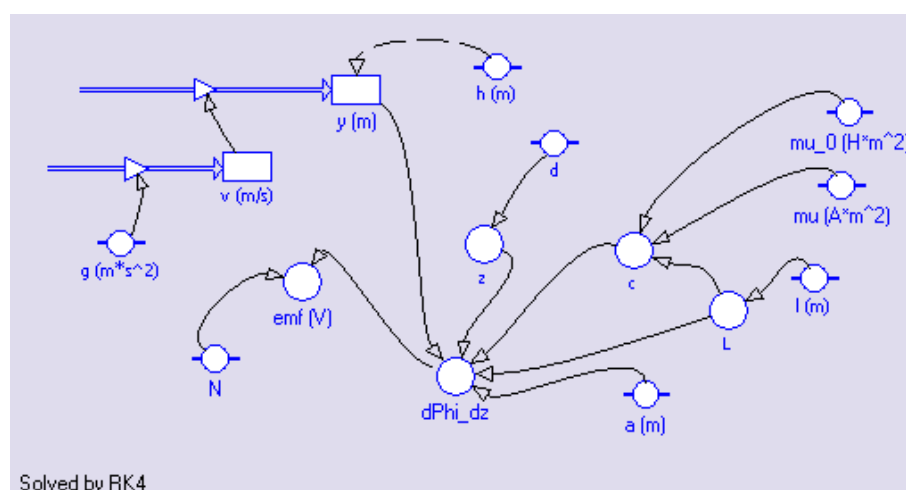 h (m)
y (m)
mu_0 (H*m^2)
d
v (m/s)
mu (A*m^2)
g (m*s^2)
z
c
l (m)
emf (V)
L
N
dPhi_dz
a (m)
Solved by RK4